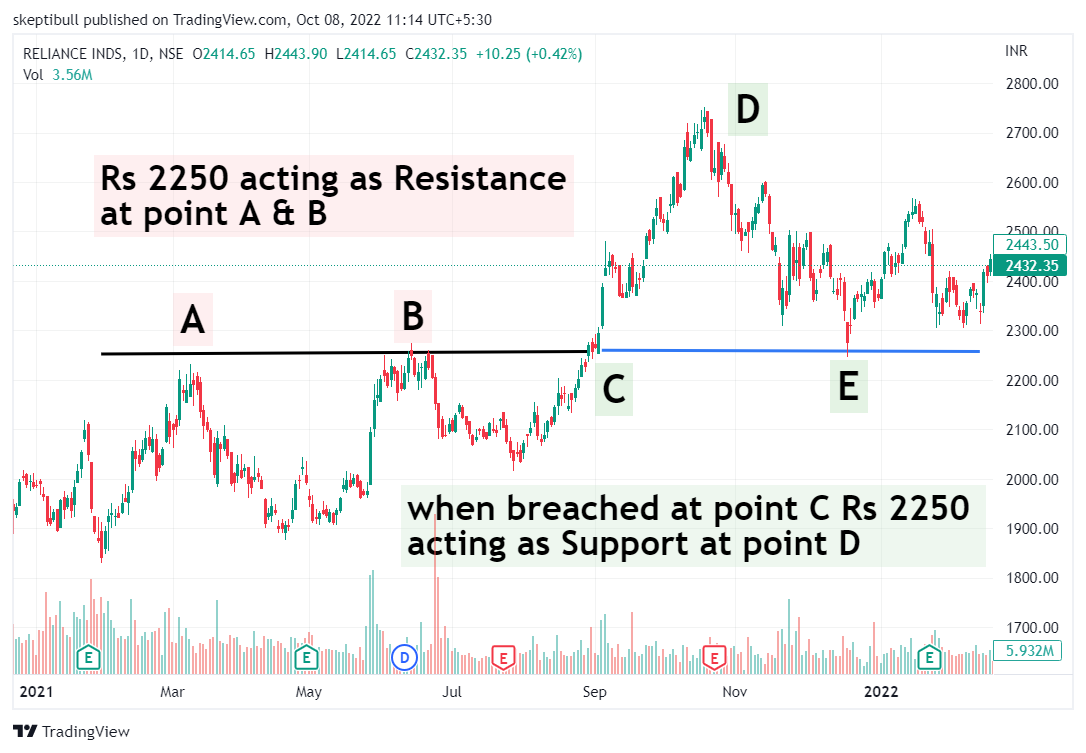 skeptibull published on TradingView.com, Oct 08, 2022 11:14 UTC+5:30
RELIANCE INDS, 1D, NSE O2414.65 H2443.90 L2414.65 C2432.35 +10.25 (+0.42%)
INR
Vol 3.56M
2800.00
D
2700.00
Rs 2250 acting as Resistance
at point A & B
2600.00
2500.00
2443.50
2432.35
2400.00
A
B
2300.00
C
E
2200.00
2100.00
2000.00
when breached at point C Rs 2250
acting as Support at point D
1900.00
1800.00
1700.00
E
E
D
E
E
E
5.932M
2021 Mar May Jul Sep Nov 2022
TradingView